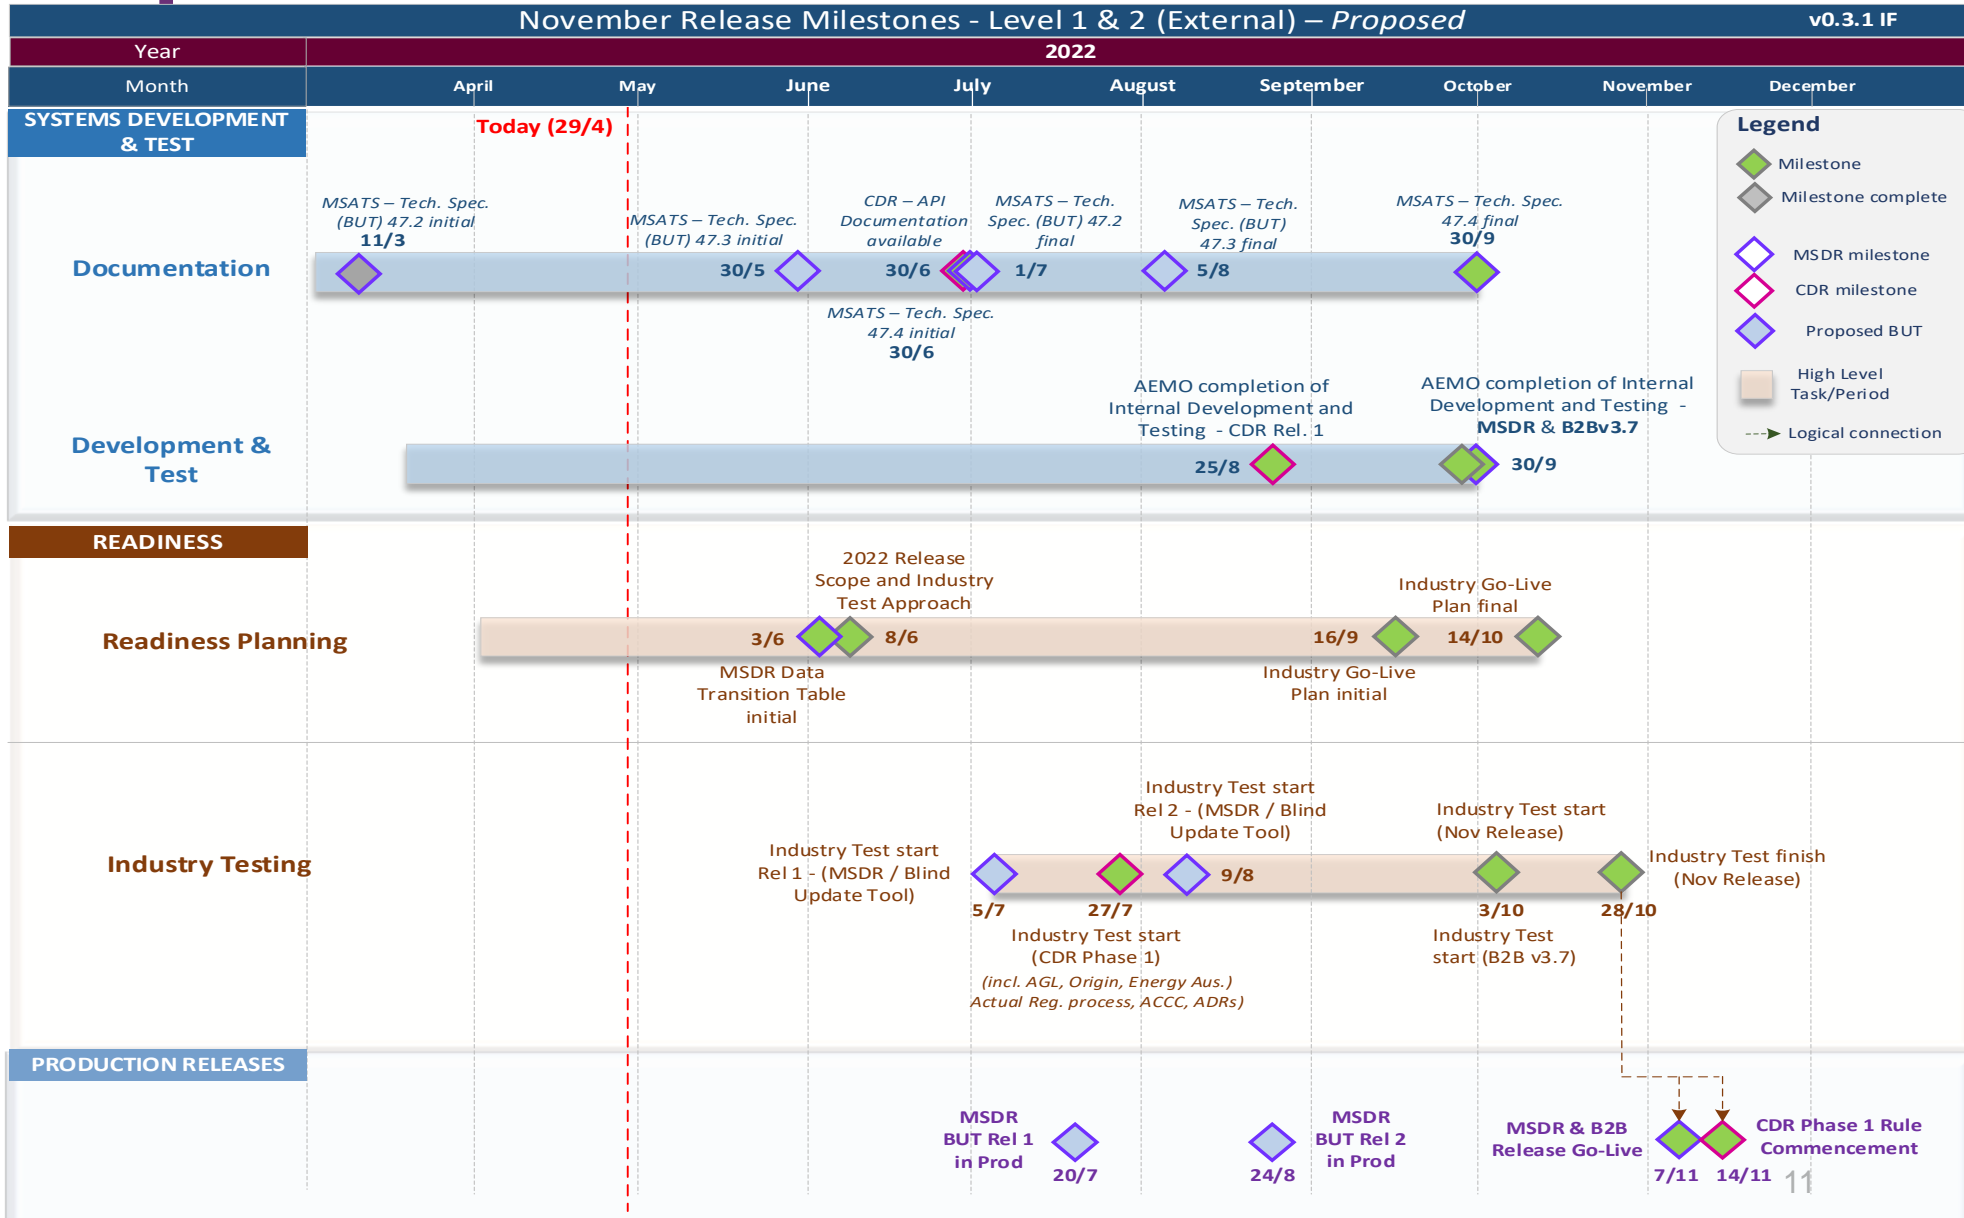 November Release Milestones - Level 1 & 2 (External) – Proposed
v0.3.1 IF
Year
2022
Month
April
May
June
July
August
September
October
November
December
SYSTEMS DEVELOPMENT
& TEST
Today (29/4)
Legend
Milestone
Milestone complete
MSDR milestone
CDR milestone
Proposed BUT
High Level
Task/Period
Logical connection
Documentation
MSATS – Tech. Spec.
(BUT) 47.2 initial
11/3
MSATS – Tech. Spec.
(BUT) 47.3 initial
30/5
CDR – API
Documentation
available
30/6
MSATS – Tech.
Spec. (BUT) 47.2
final
1/7
MSATS – Tech.
Spec. (BUT)
47.3 final
5/8
MSATS – Tech. Spec.
47.4 final
30/9
MSATS – Tech. Spec.
47.4 initial
30/6
Development &
Test
AEMO completion of
Internal Development and
Testing - CDR Rel. 1
25/8
AEMO completion of Internal
Development and Testing -
MSDR & B2Bv3.7
30/9
READINESS
Readiness Planning
3/6
MSDR Data
Transition Table
initial
2022 Release
Scope and Industry
Test Approach
8/6
16/9
Industry Go-Live
Plan initial
Industry Go-Live
Plan final
14/10
Industry Testing
Industry Test start
Rel 1 - (MSDR / Blind
Update Tool)
5/7
27/7
Industry Test start
(CDR Phase 1)
(incl. AGL, Origin, Energy Aus.)
Actual Reg. process, ACCC, ADRs)
Industry Test start
Rel 2 - (MSDR / Blind
Update Tool)
9/8
Industry Test start
(Nov Release)
3/10
Industry Test
start (B2B v3.7)
Industry Test finish
(Nov Release)
28/10
PRODUCTION RELEASES
MSDR
BUT Rel 1
in Prod
20/7
MSDR
BUT Rel 2
in Prod
24/8
MSDR & B2B
Release Go-Live
7/11
CDR Phase 1 Rule
Commencement
14/11
11